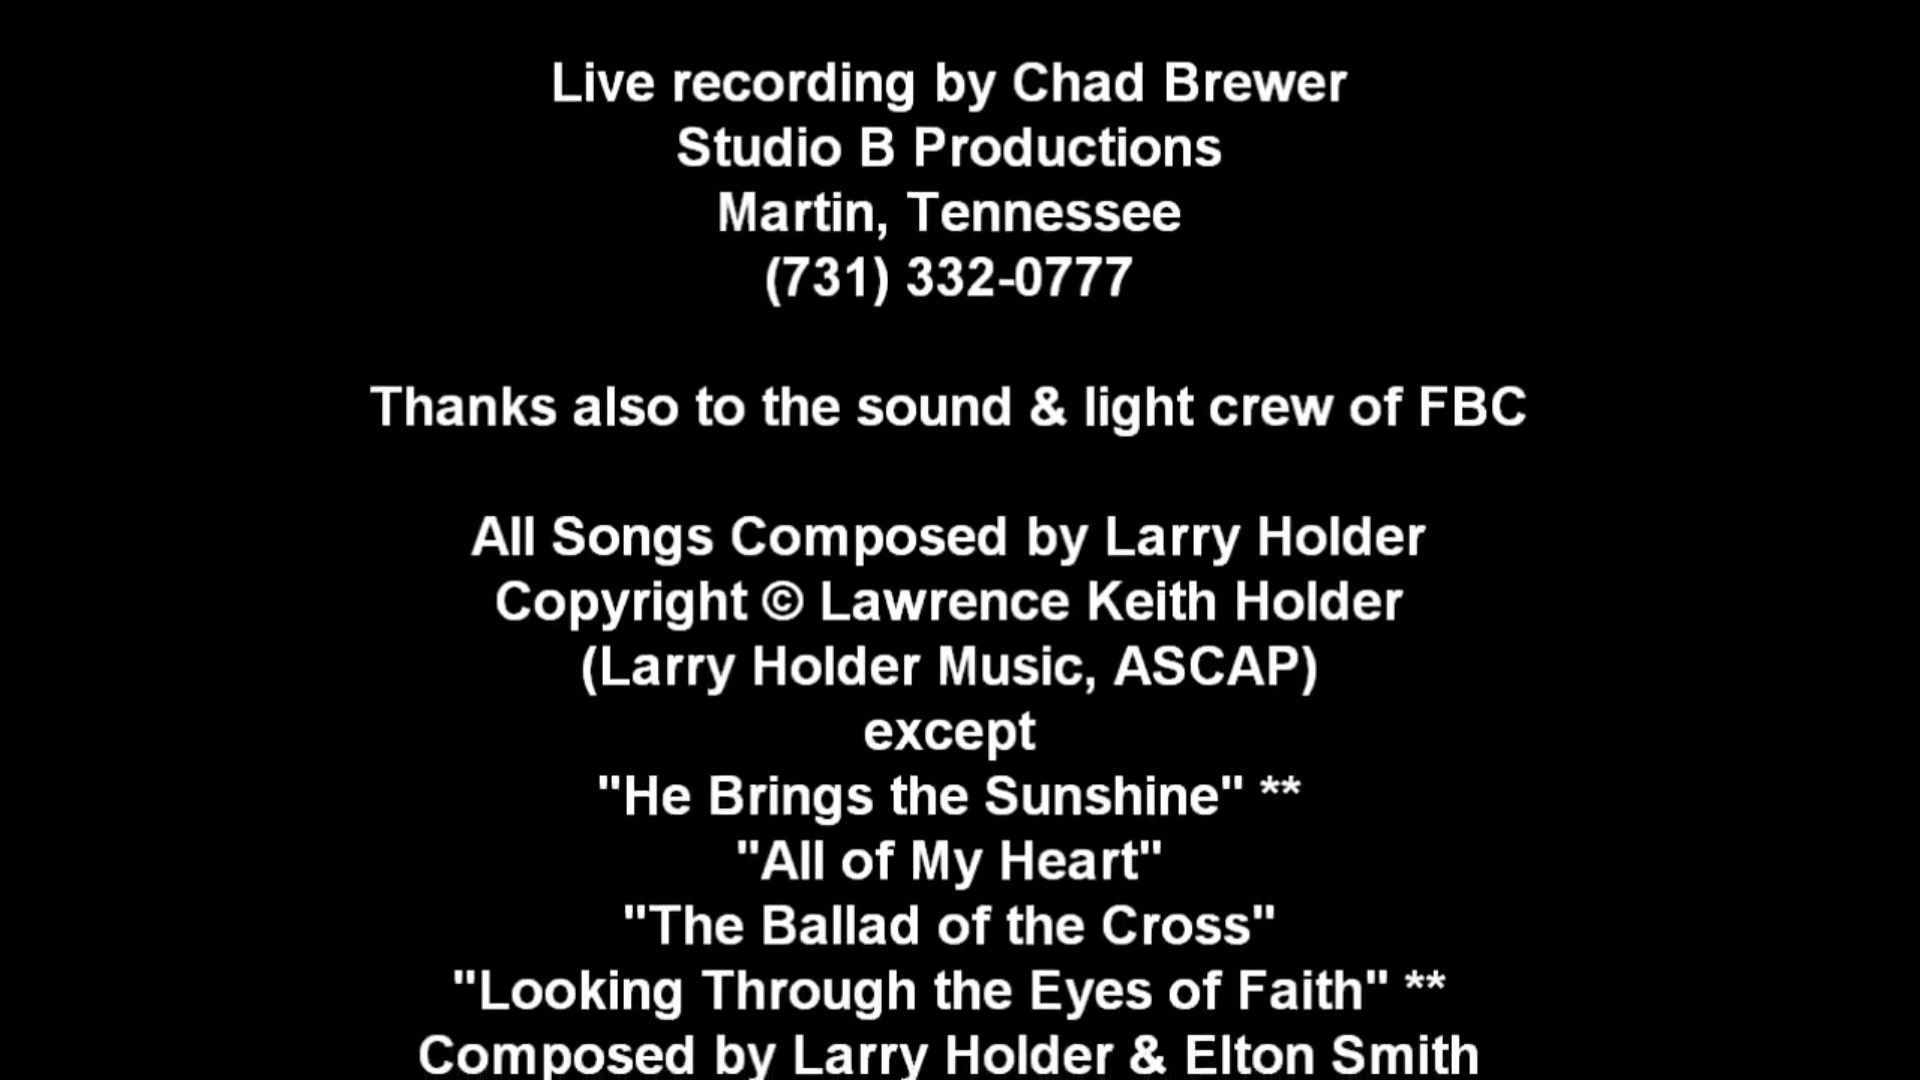 Live recording by Chad Brewer
Studio B Productions
Martin, Tennessee
(731) 332-0777
Thanks also to the sound & light crew of FBC
All Songs Composed by Larry Holder
Copyright © Lawrence Keith Holder
(Larry Holder Music, ASCAP)
except
"He Brings the Sunshine" **
"All of My Heart"
"The Ballad of the Cross"
"Looking Through the Eyes of Faith" **
Composed by Larry Holder & Elton Smith